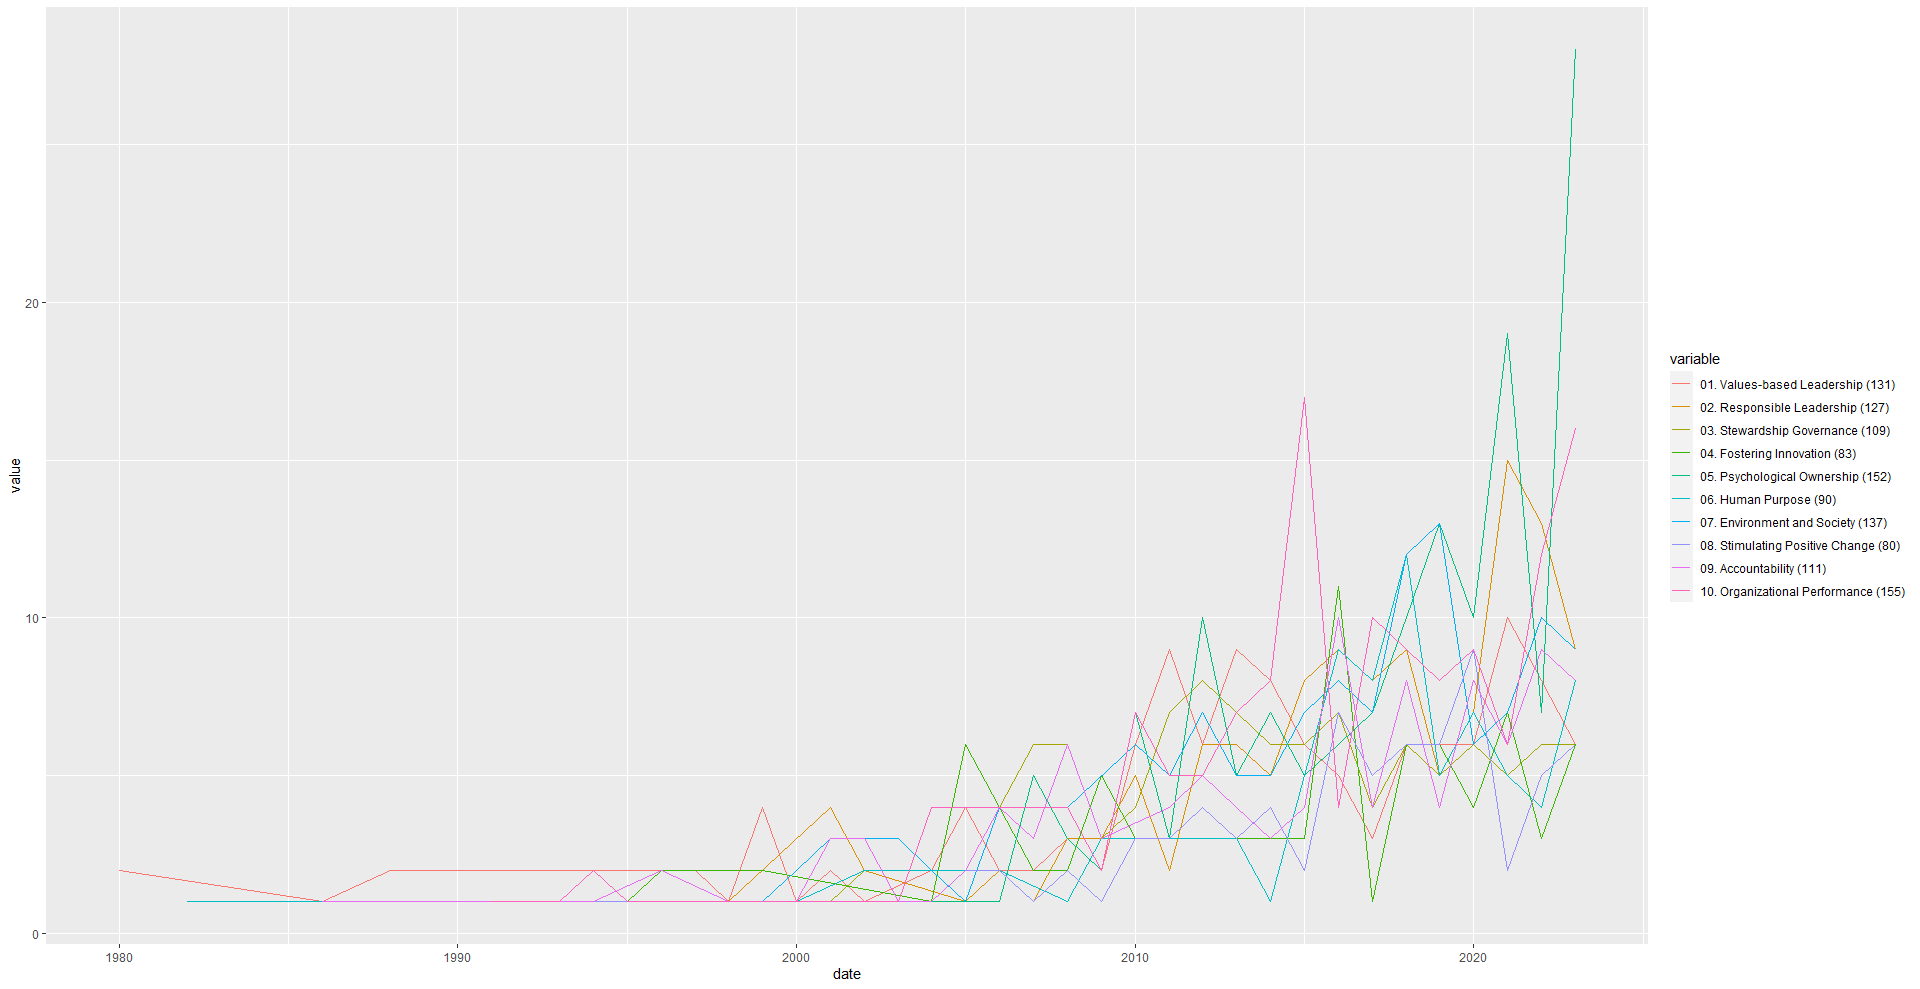 20
10
0
value
1980
1990
2000
2010
2020
date
variable
01. Values-based Leadership (131)
02. Responsible Leadership (127)
03. Stewardship Governance (109)
04. Fostering Innovation (83)
05. Psychological Ownership (152)
06. Human Purpose (90)
07. Environment and Society (137)
08. Stimulating Positive Change (80)
09. Accountability (111)
10. Organizational Performance (155)